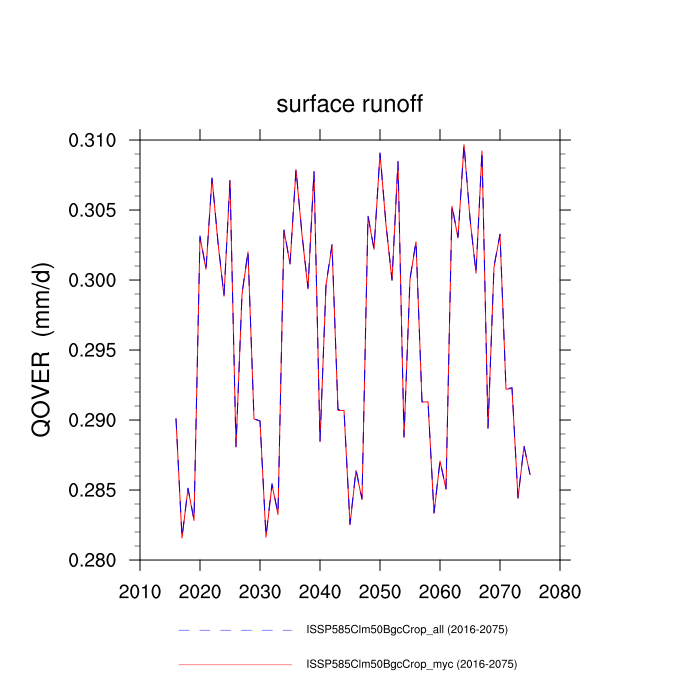 surface runoff
QOVER (mm/d)
0.310
0.305
0.300
0.295
0.290
0.285
0.280
2010 2020 2030 2040 2050 2060 2070 2080
ISSP585Clm50BgcCrop_all (2016-2075)
ISSP585Clm50BgcCrop_myc (2016-2075)